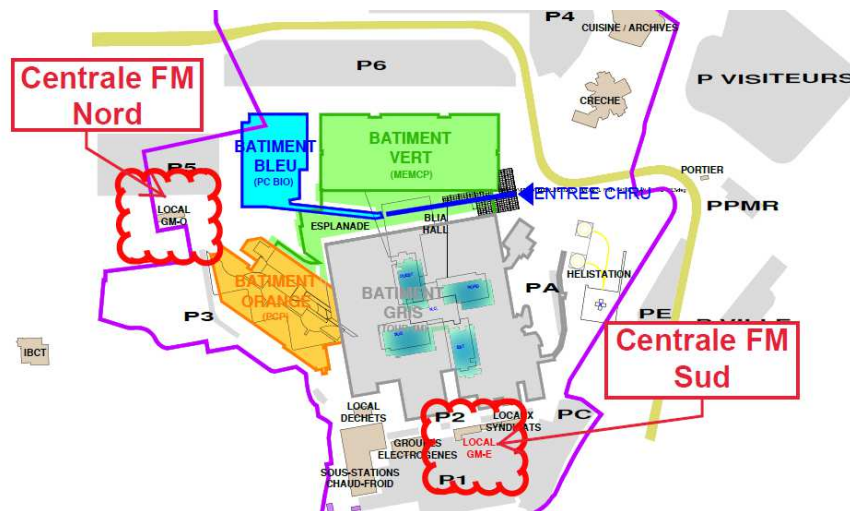 P4
CUISINE / ARCHIVES
P6
P VISITEURS
Centrale FM
Nord
CRECHE
BATIMENT
BLEU
(PC BIO)
BATIMENT
VERT
(MEMCP)
P5
PORTIER
ENTREE CHRU
PPMR
LOCAL
GM-O
ESPLANADE
BLIA
HALL
HELISTATION
PA
BATIMENT
ORANGE
(PCP)
BATIMENT
GRIS
P3
PE
P VILLE
Centrale FM
Sud
IBCT
LOCAL
DECHETS
P2
LOCAUX
SYNDICATS
PC
GROUPES
ELECTROGENES
LOCAL
GM-E
SOUS-STATIONS
CHAUD-FROID
P1